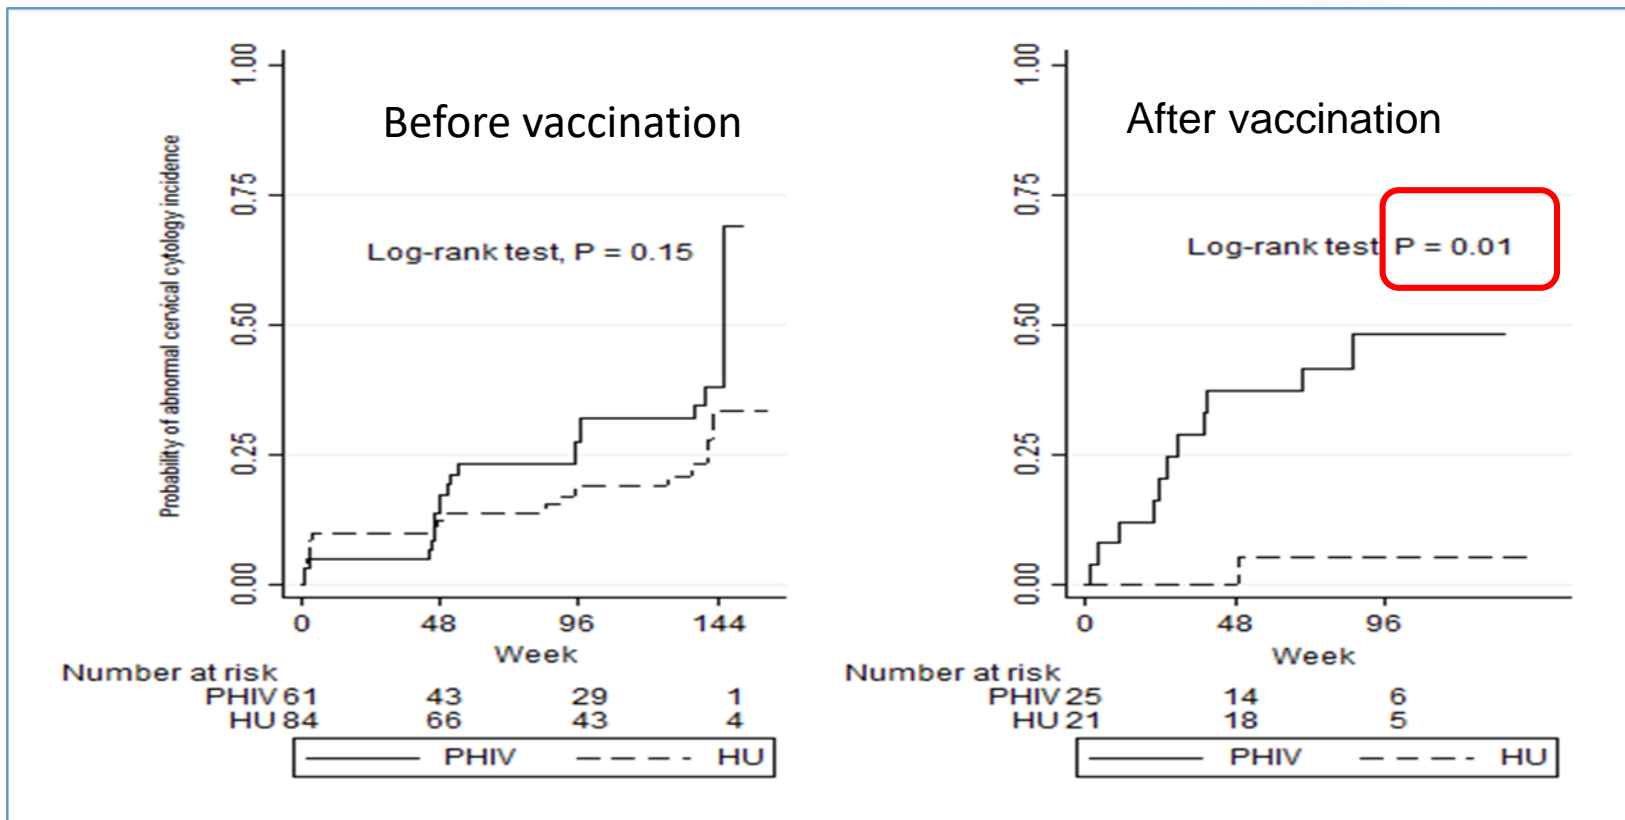 Before vaccination
Probability of abnormal cervical cytology incidence
1.00
0.75
0.50
0.25
0.00
Log-rank test, P = 0.15
0 48 96 144
Week
Number at risk
PHIV 61 43 29 1
HU 84 66 43 4
PHIV HU
After vaccination
1.00
0.75
0.50
0.25
0.00
Log-rank test P = 0.01
0 48 96
Week
Number at risk
PHIV 25 14 6
HU 21 18 5
PHIV HU